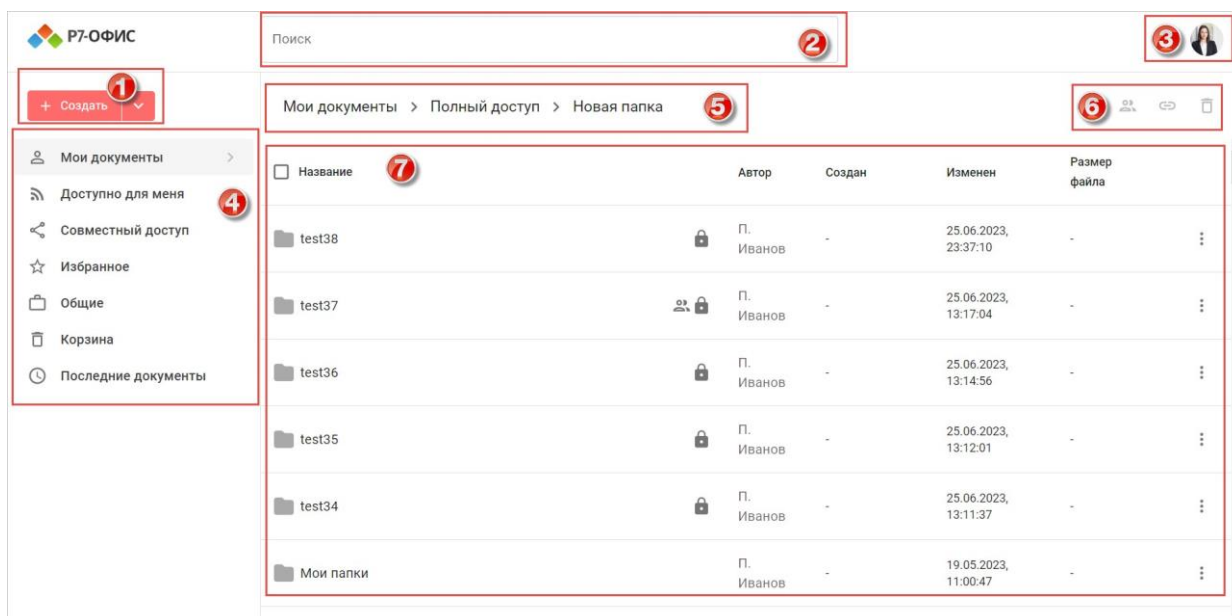 Р7-ОФИС
Поиск
2
3
1
+ Создать
Мои документы > Полный доступ > Новая папка
5
6
Мои документы >
Доступно для меня
4
Совместный доступ
Избранное
Общие
Корзина
Последние документы
Название
7
Автор
Создан
Изменен
Размер
файла
test38
П.
Иванов
-
25.06.2023,
23:37:10
-
test37
П.
Иванов
-
25.06.2023,
13:17:04
-
test36
П.
Иванов
-
25.06.2023,
13:14:56
-
test35
П.
Иванов
-
25.06.2023,
13:12:01
-
test34
П.
Иванов
-
25.06.2023,
13:11:37
-
Мои папки
П.
Иванов
-
19.05.2023,
11:00:47
-